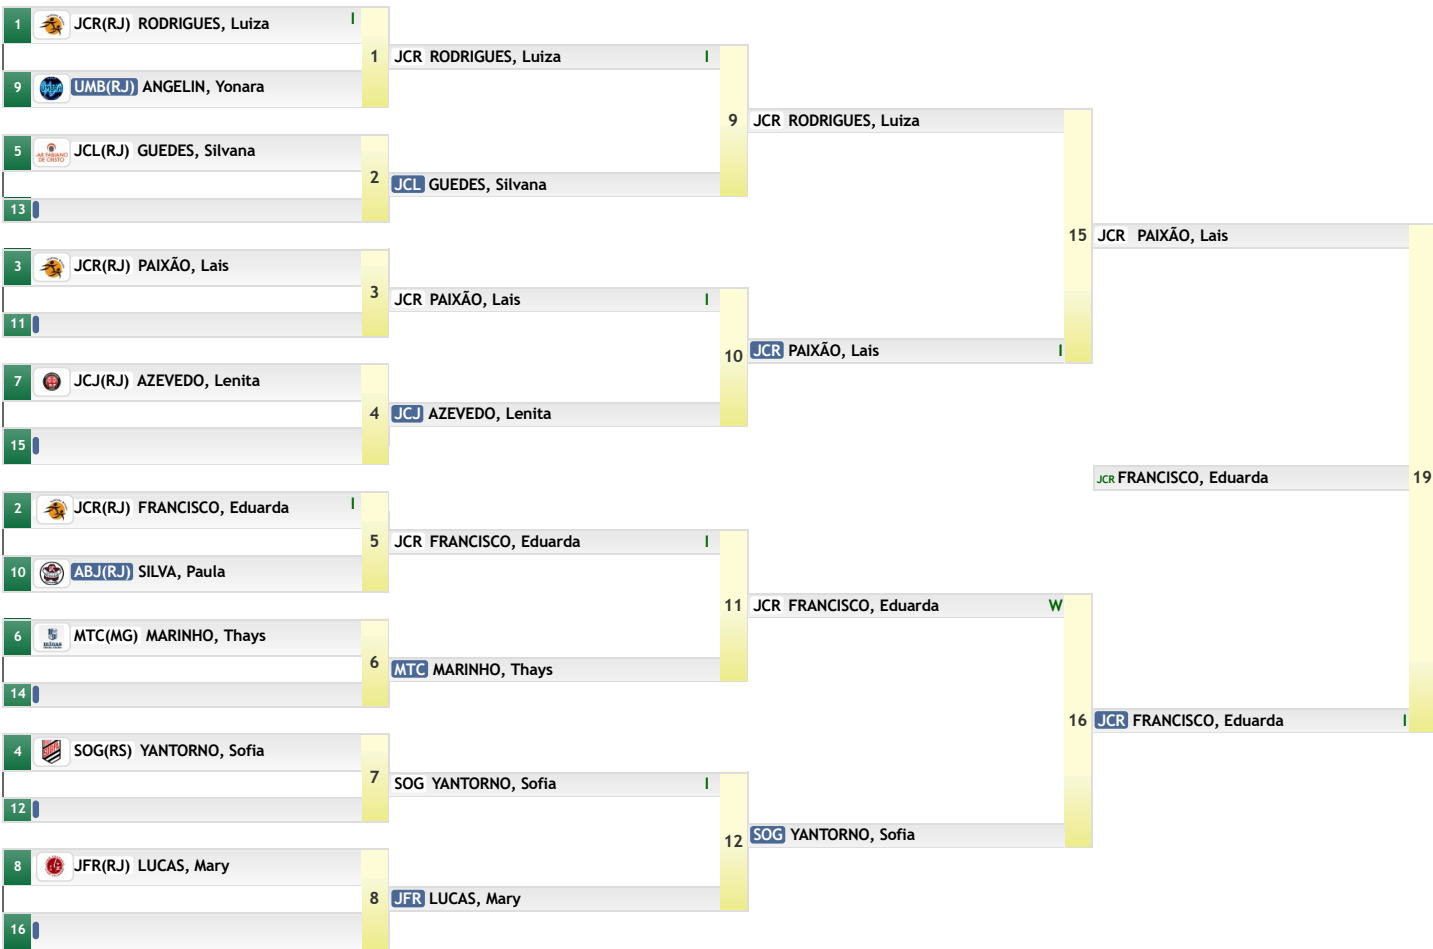 1 JCR(RJ) RODRIGUES, Luiza I
1 JCR RODRIGUES, Luiza I
9 UMB(RJ) ANGELIN, Yonara
9 JCR RODRIGUES, Luiza
5 JCL(RJ) GUEDES, Silvana
2 JCL GUEDES, Silvana
13
15 JCR PAIXÃO, Lais
3 JCR(RJ) PAIXÃO, Lais
3 JCR PAIXÃO, Lais I
11
10 JCR PAIXÃO, Lais I
7 JCJ(RJ) AZEVEDO, Lenita
4 JCJ AZEVEDO, Lenita
15
JCR FRANCISCO, Eduarda 19
2 JCR(RJ) FRANCISCO, Eduarda I
5 JCR FRANCISCO, Eduarda I
10 ABJ(RJ) SILVA, Paula
11 JCR FRANCISCO, Eduarda W
6 MTC(MG) MARINHO, Thays
6 MTC MARINHO, Thays
14
16 JCR FRANCISCO, Eduarda I
4 SOG(RS) YANTORNO, Sofia
7 SOG YANTORNO, Sofia I
12
12 SOG YANTORNO, Sofia
8 JFR(RJ) LUCAS, Mary
8 JFR LUCAS, Mary
16